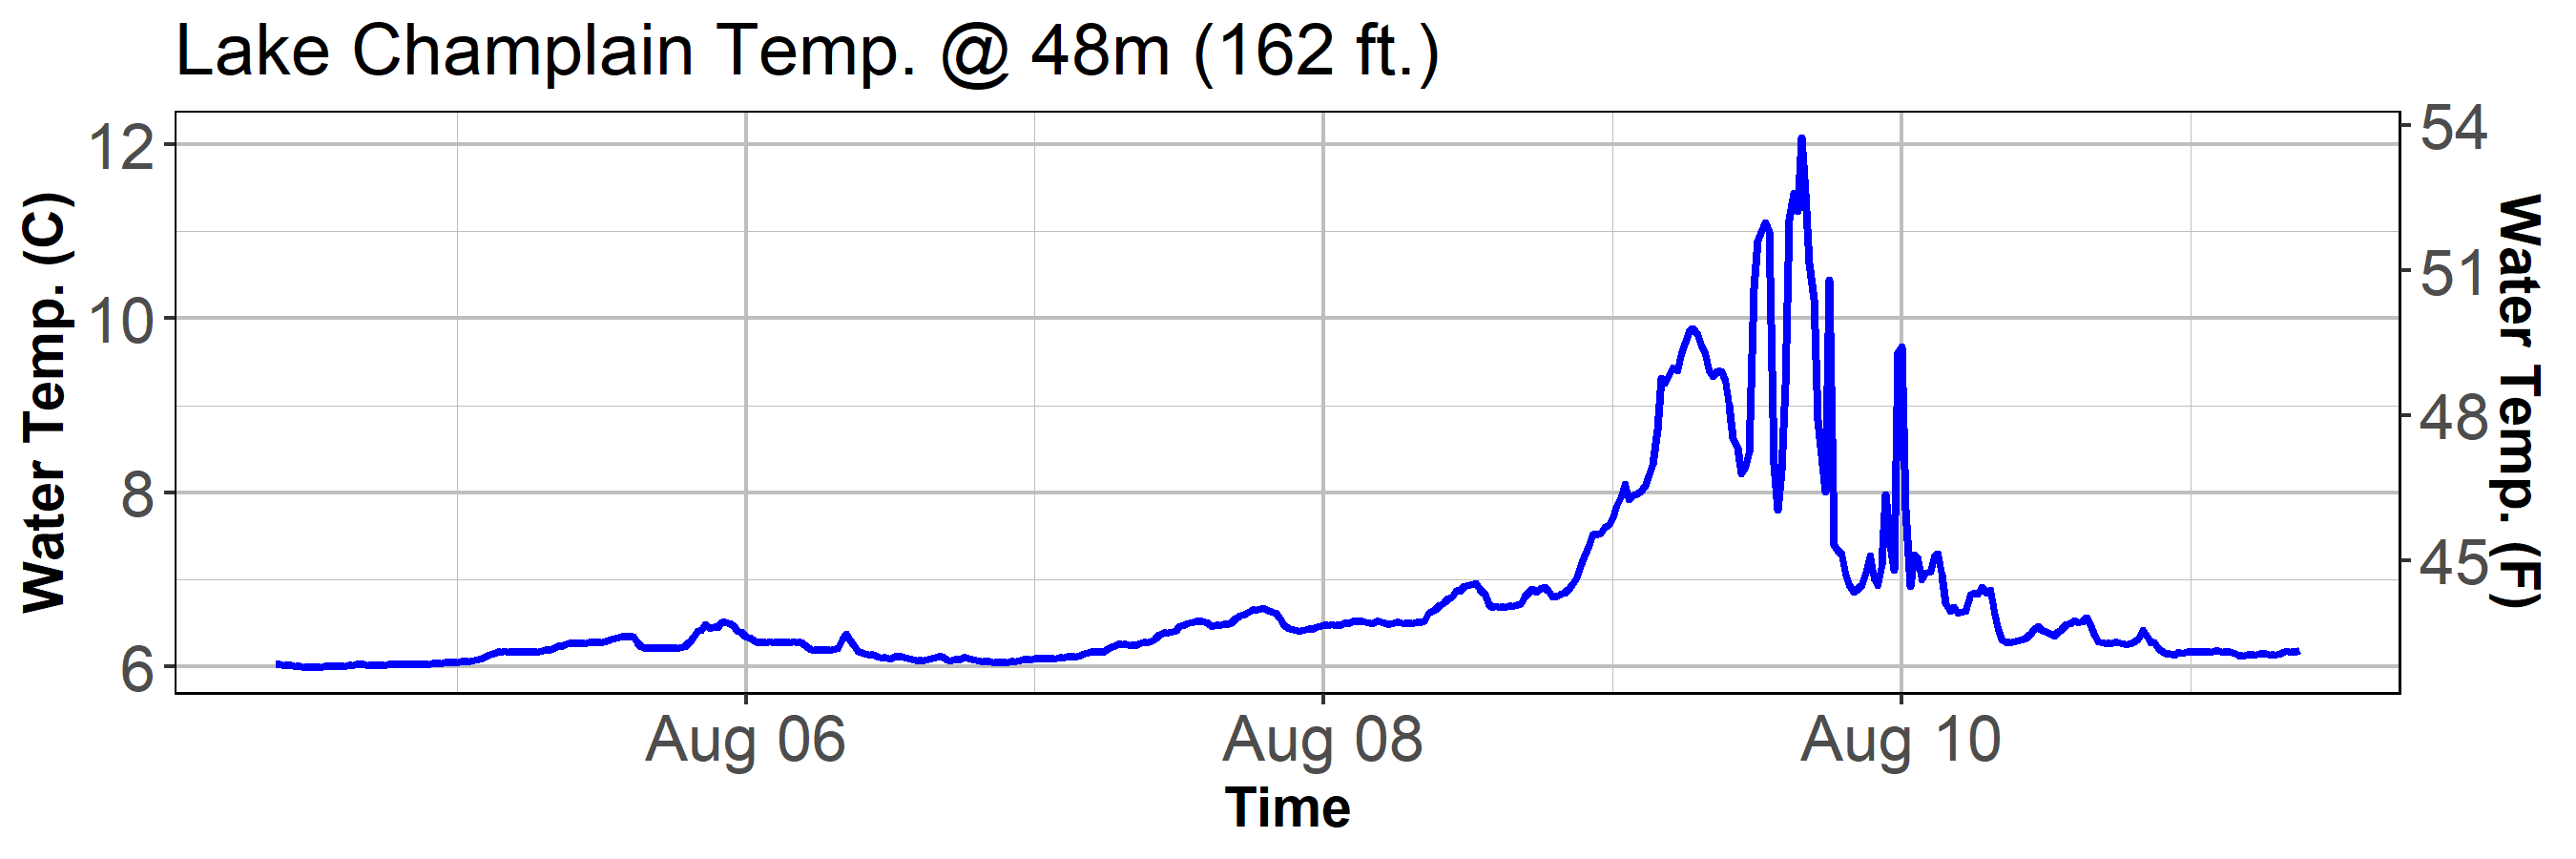 Lake Champlain Temp. @ 48m (162 ft.)
12
10
8
6
Water Temp. (C)
54
51
48
45
Water Temp. (F)
Aug 06 Aug 08 Aug 10
Time